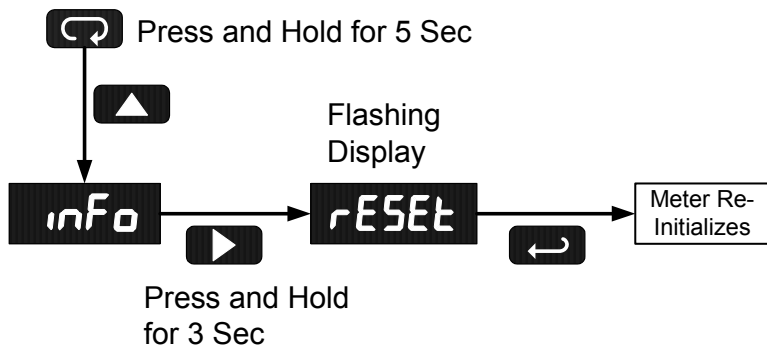 Press and Hold for 5 Sec
Flashing
Display
inFo
rESEt
Meter Re-
Initializes
Press and Hold
for 3 Sec